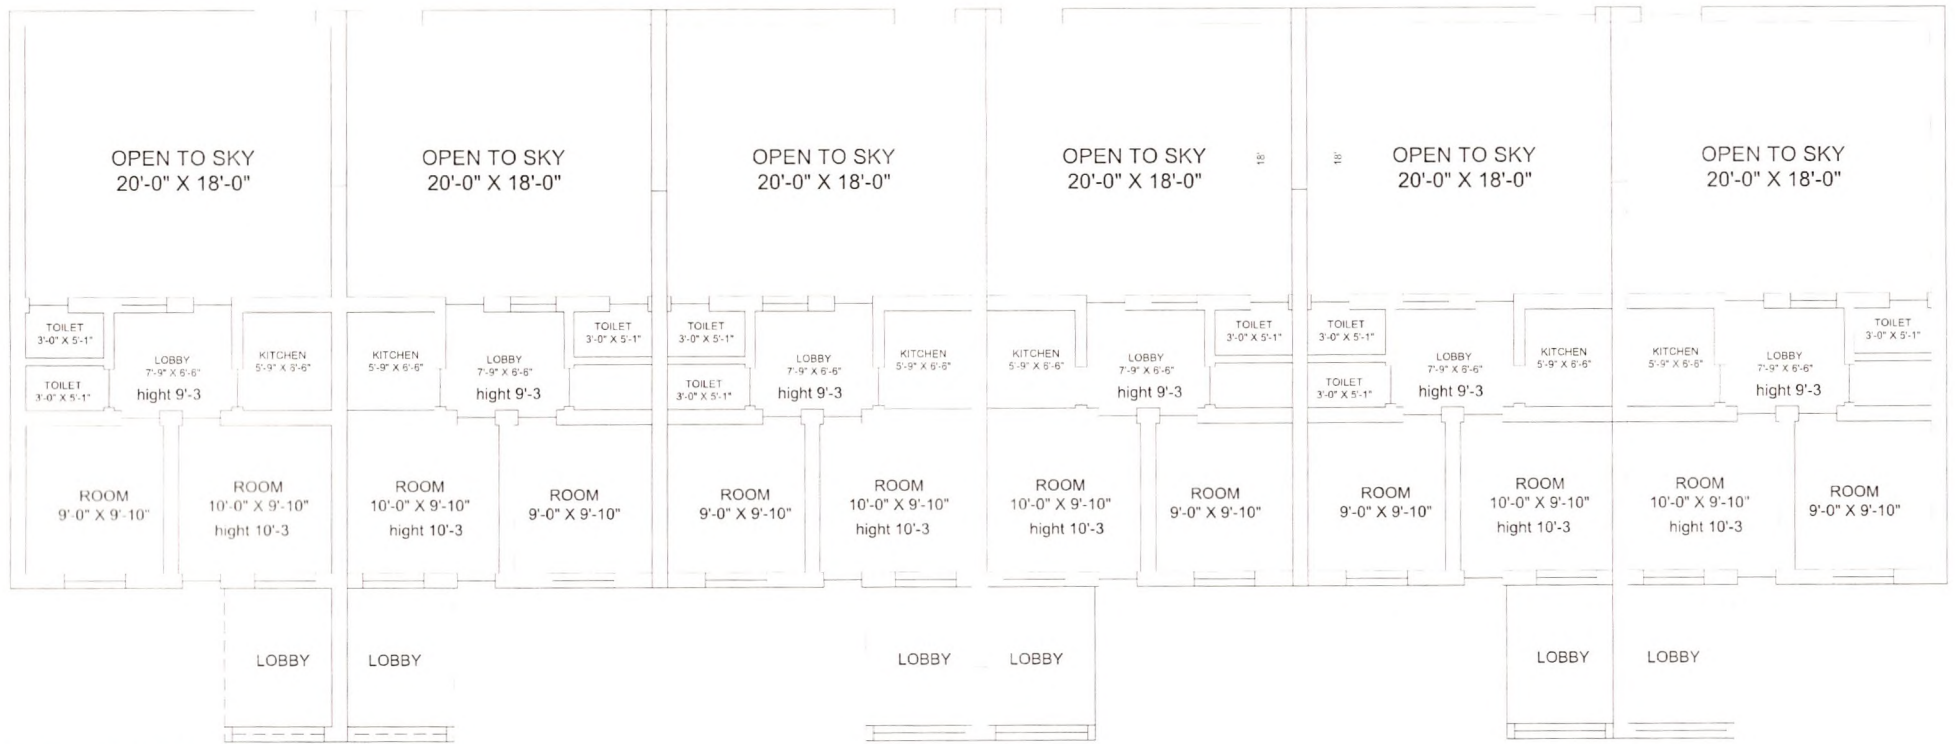 OPEN TO SKY
20'-0" X 18'-0"
OPEN TO SKY
20'-0" X 18'-0"
OPEN TO SKY
20'-0" X 18'-0"
OPEN TO SKY
20'-0" X 18'-0"
18'
18'
OPEN TO SKY
20'-0" X 18'-0"
OPEN TO SKY
20'-0" X 18'-0"
TOILET
3'-0" X 5'-1"
TOILET
3'-0" X 5'-1"
LOBBY
7'-9" X 6'-6"
hight 9'-3
KITCHEN
5'-9" X 6'-6"
KITCHEN
5'-9" X 6'-6"
LOBBY
7'-9" X 6'-6"
hight 9'-3
TOILET
3'-0" X 5'-1"
TOILET
3'-0" X 5'-1"
TOILET
3'-0" X 5'-1"
LOBBY
7'-9" X 6'-6"
hight 9'-3
KITCHEN
5'-9" X 6'-6"
KITCHEN
5'-9" X 6'-6"
LOBBY
7'-9" X 6'-6"
hight 9'-3
TOILET
3'-0" X 5'-1"
TOILET
3'-0" X 5'-1"
TOILET
3'-0" X 5'-1"
LOBBY
7'-9" X 6'-6"
hight 9'-3
KITCHEN
5'-9" X 6'-6"
KITCHEN
5'-9" X 6'-6"
LOBBY
7'-9" X 6'-6"
hight 9'-3
TOILET
3'-0" X 5'-1"
ROOM
9'-0" X 9'-10"
ROOM
10'-0" X 9'-10"
hight 10'-3
ROOM
10'-0" X 9'-10"
hight 10'-3
ROOM
9'-0" X 9'-10"
ROOM
9'-0" X 9'-10"
ROOM
10'-0" X 9'-10"
hight 10'-3
ROOM
10'-0" X 9'-10"
hight 10'-3
ROOM
9'-0" X 9'-10"
ROOM
9'-0" X 9'-10"
ROOM
10'-0" X 9'-10"
hight 10'-3
ROOM
10'-0" X 9'-10"
hight 10'-3
ROOM
9'-0" X 9'-10"
LOBBY
LOBBY
LOBBY
LOBBY
LOBBY
LOBBY